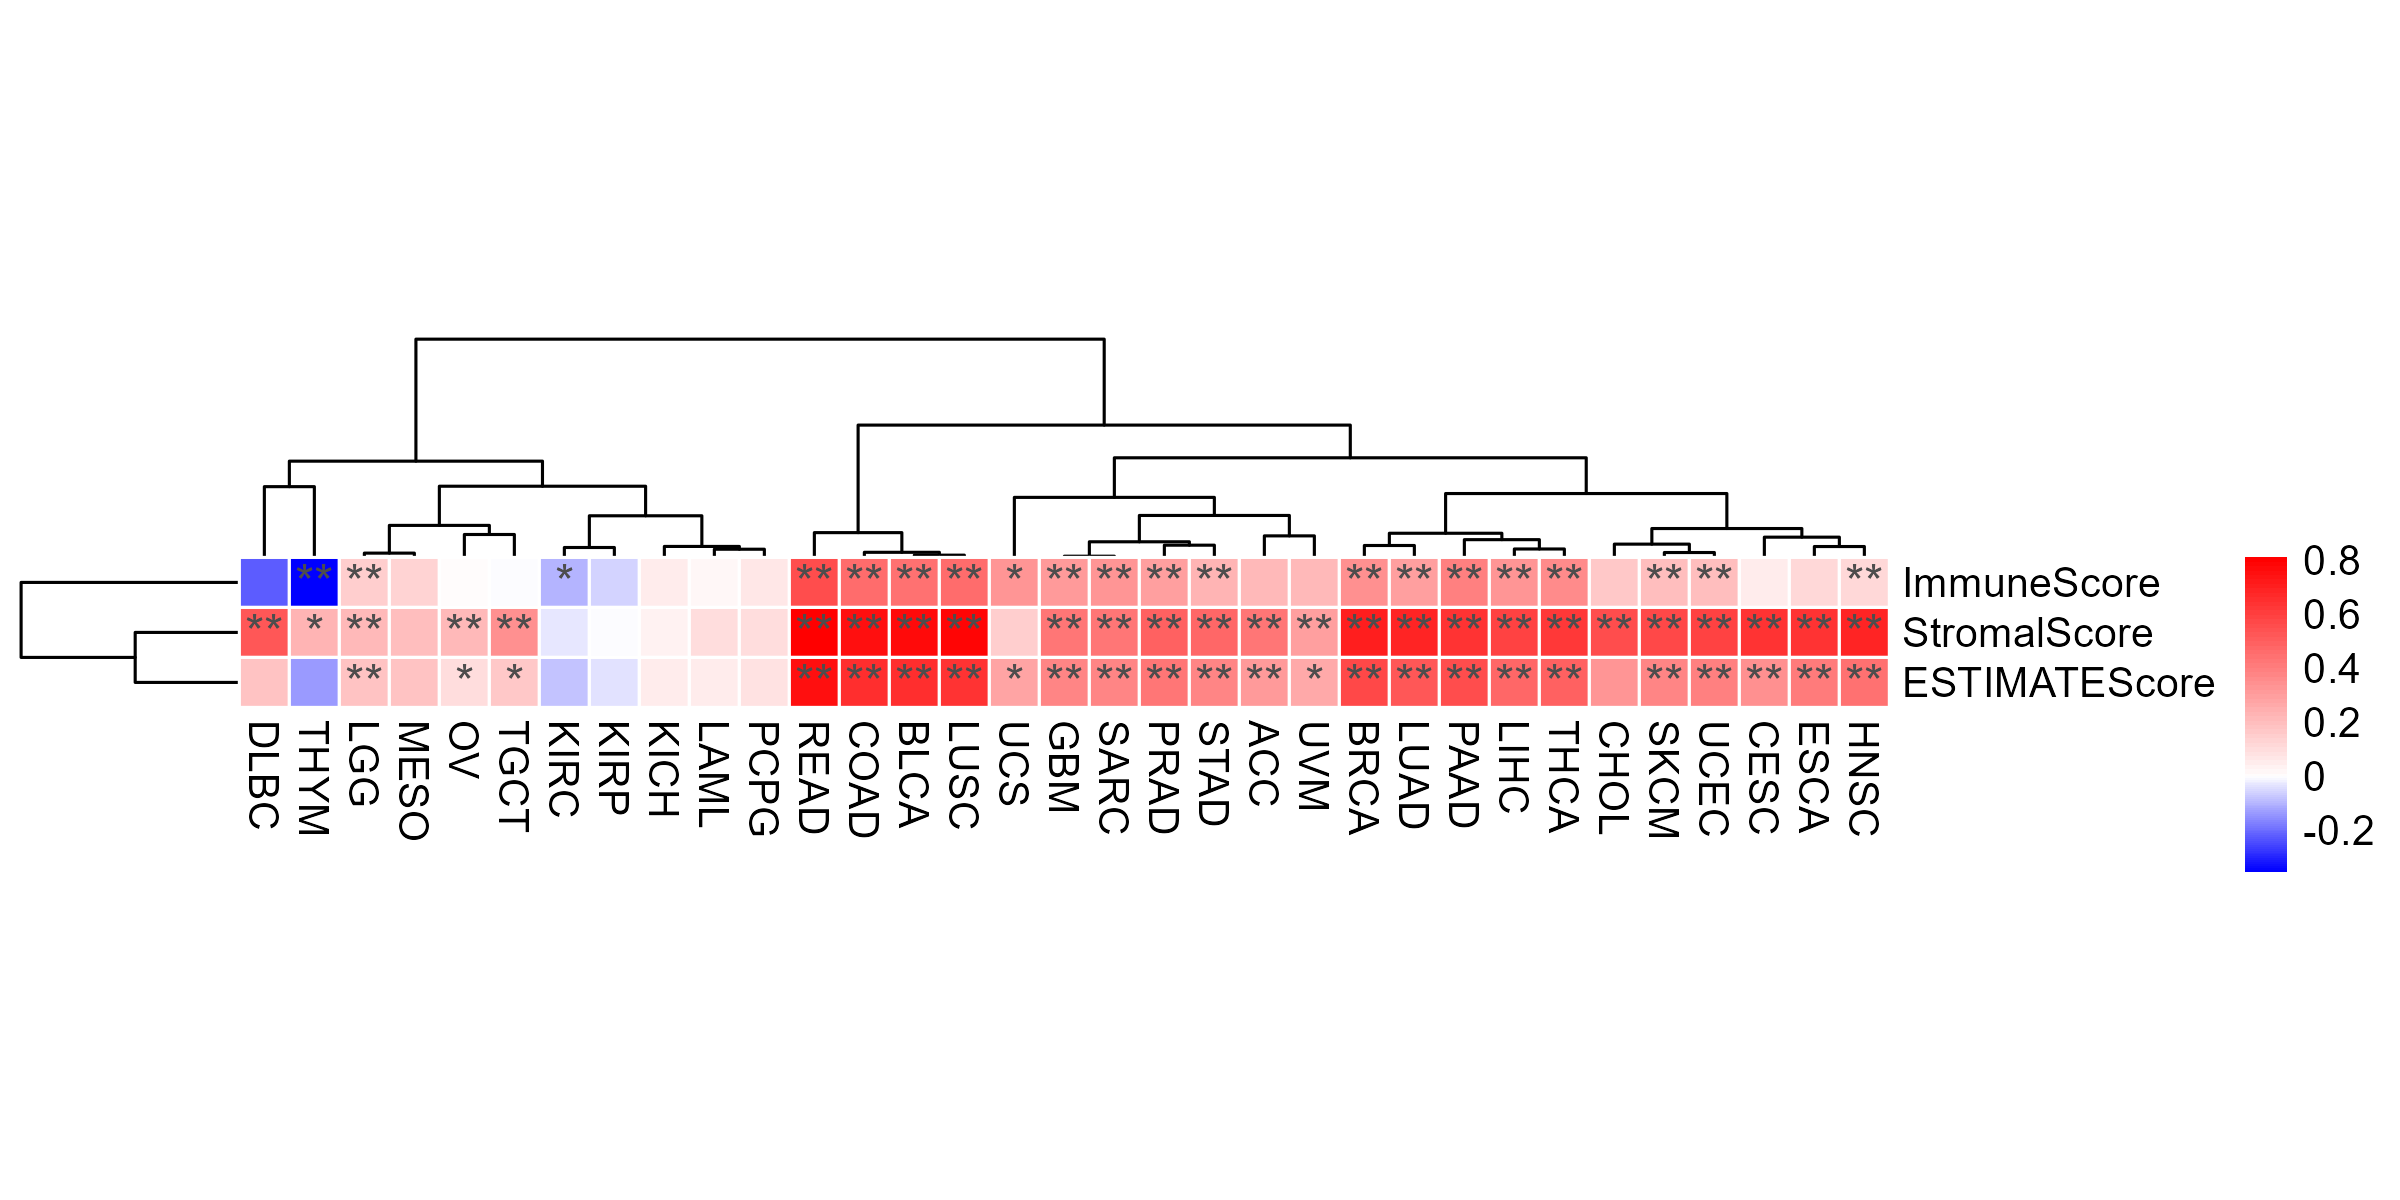 ** ** * ** ** ** ** * ** ** ** ** ** ** ** ** ** ** ** ** ImmuneScore
** * ** ** ** ** ** ** ** ** ** ** ** ** ** ** ** ** ** ** ** ** ** ** ** ** ** StromalScore
** * * ** ** ** ** * ** ** ** ** ** * ** ** ** ** ** ** ** ** ** ** ESTIMATEScore
DLBC
THYM
LGG
MESO
OV
TGCT
KIRC
KIRP
KICH
LAML
PCPG
READ
COAD
BLCA
LUSC
UCS
GBM
SARC
PRAD
STAD
ACC
UVM
BRCA
LUAD
PAAD
LIHC
THCA
CHOL
SKCM
UCEC
CESC
ESCA
HNSC
0.8
0.6
0.4
0.2
0
-0.2